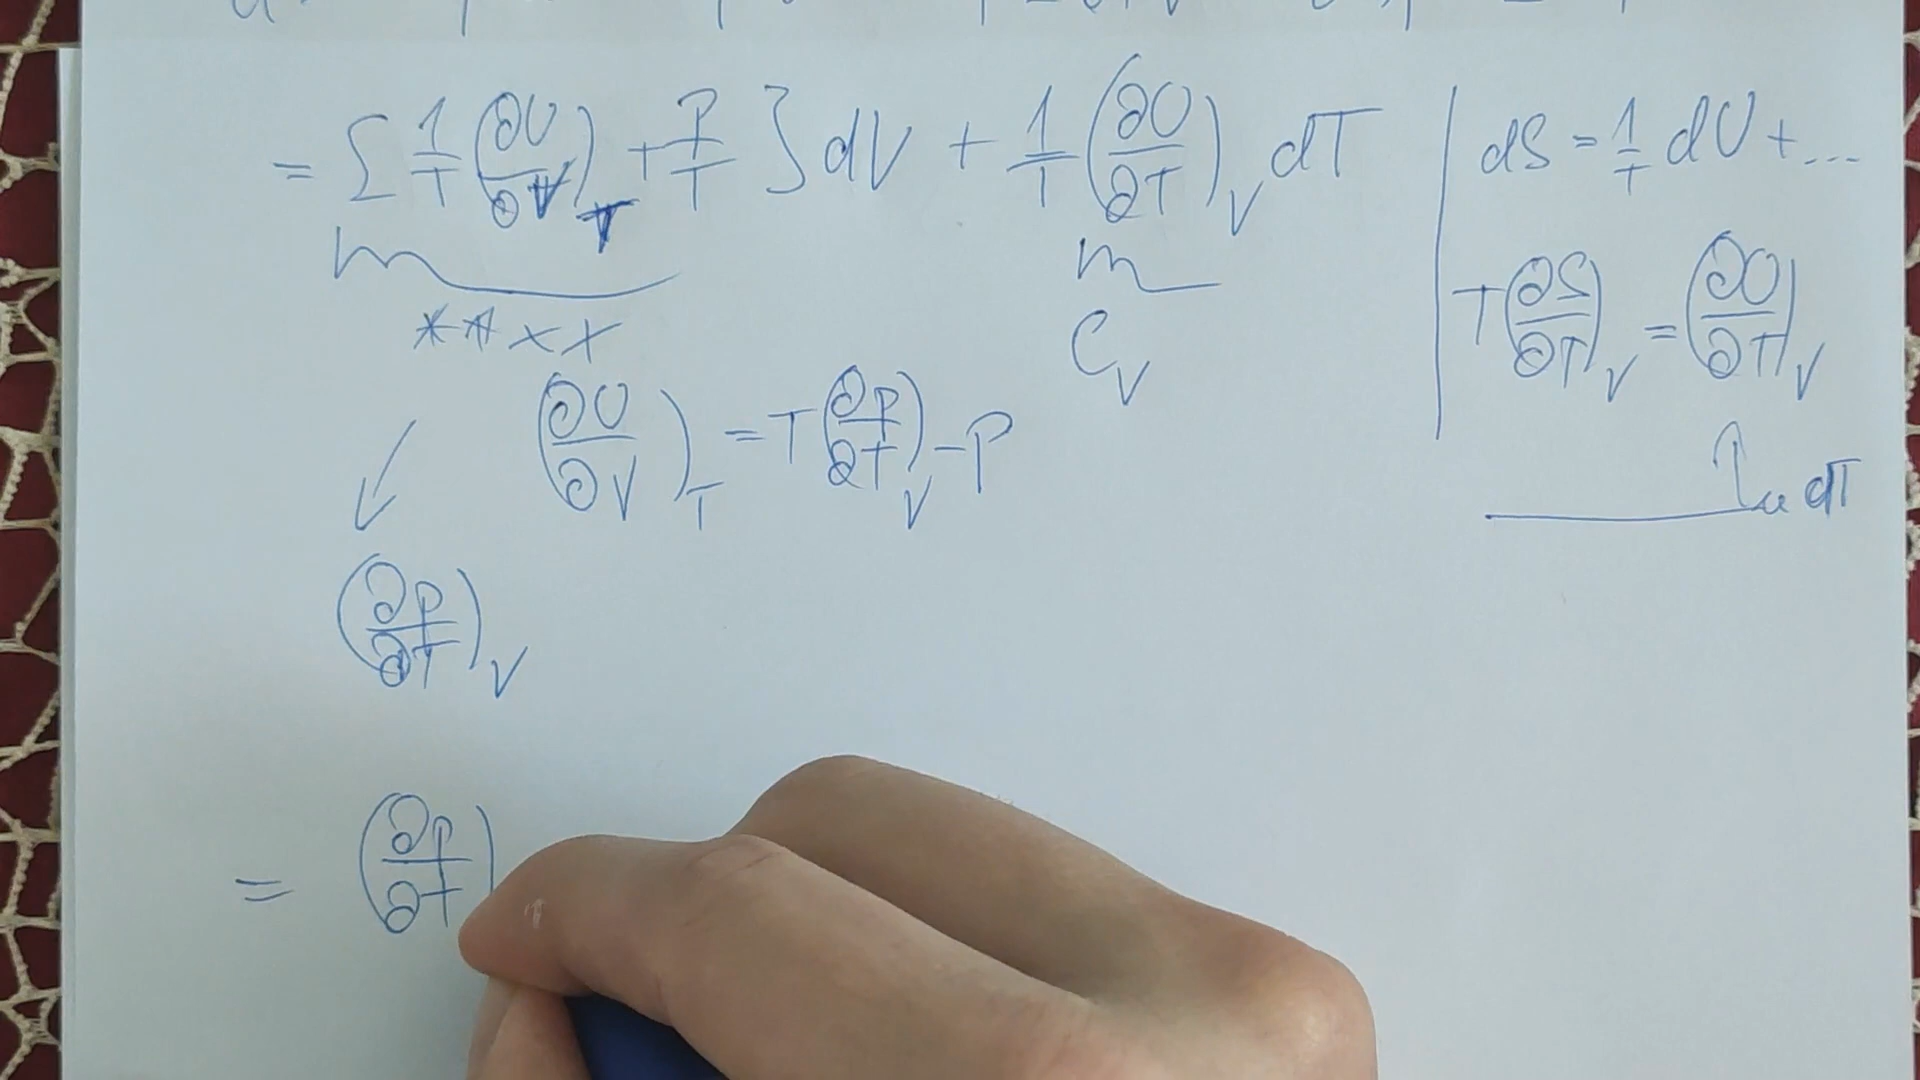 = { 1/T (∂U/∂V)_T + P/T } dV + 1/T (∂U/∂T)_V dT | dS = 1/T dU + ...
**xx
C_V
T(∂S/∂T)_V = (∂U/∂T)_V
(∂U/∂V)_T = T(∂P/∂T)_V - P
dT
(∂P/∂T)_V
= (∂P/∂T)